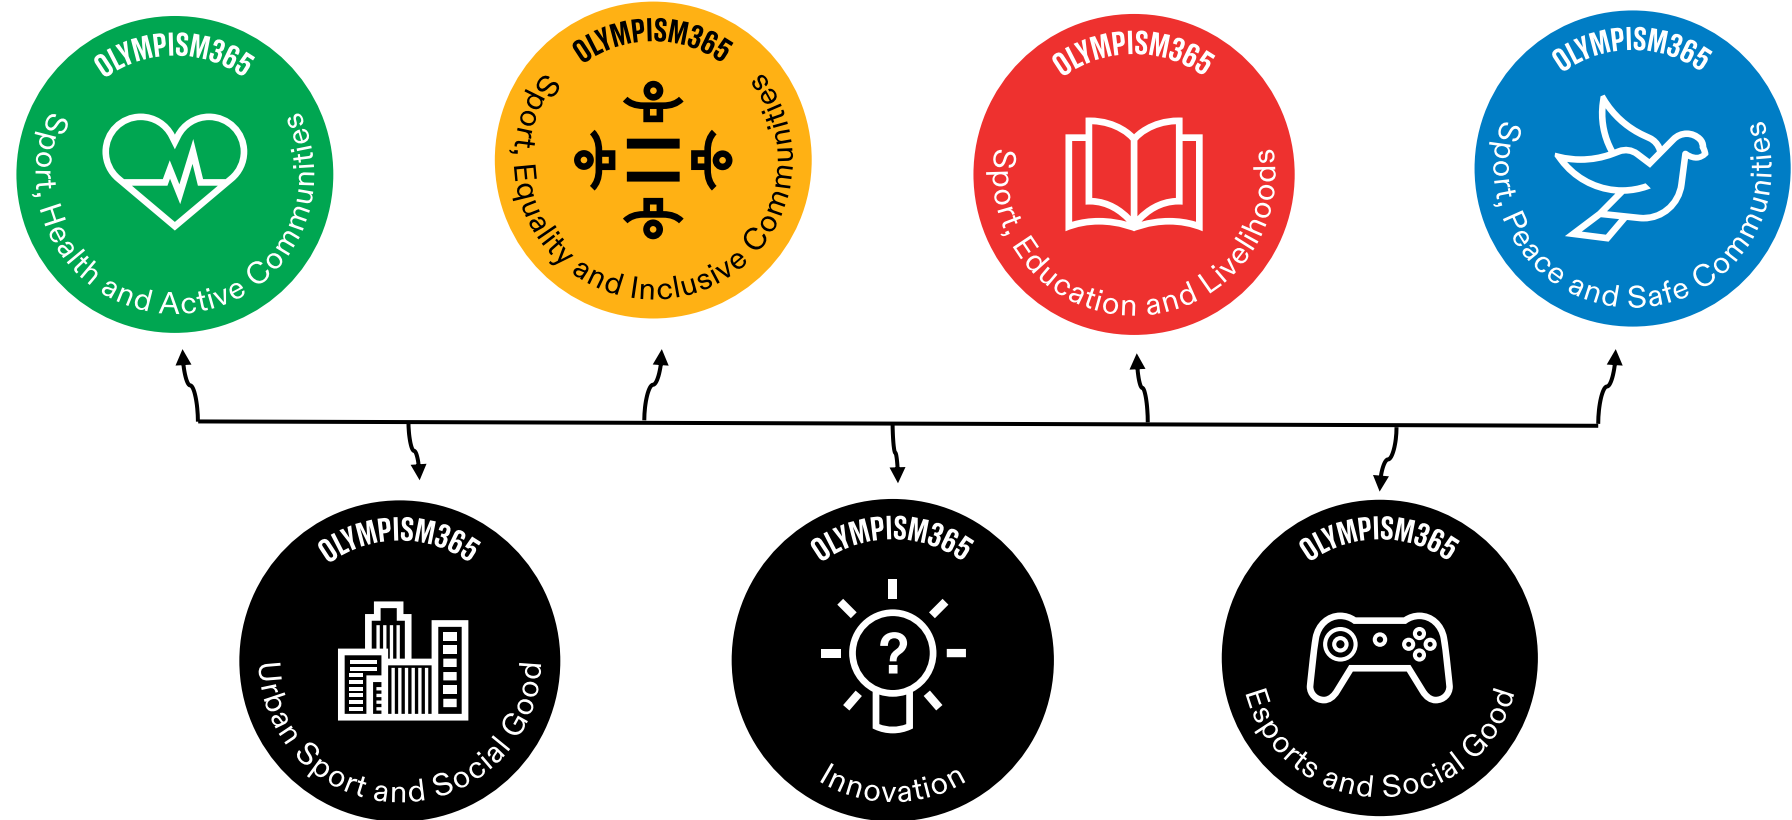 OLYMPISM365
Sport, Health and Active Communities
OLYMPISM365
Sport, Equality and Inclusive Communities
OLYMPISM365
Sport, Education and Livelihoods
OLYMPISM365
Sport, Peace and Safe Communities
OLYMPISM365
Urban Sport and Social Good
OLYMPISM365
?
Innovation
OLYMPISM365
Esports and Social Good